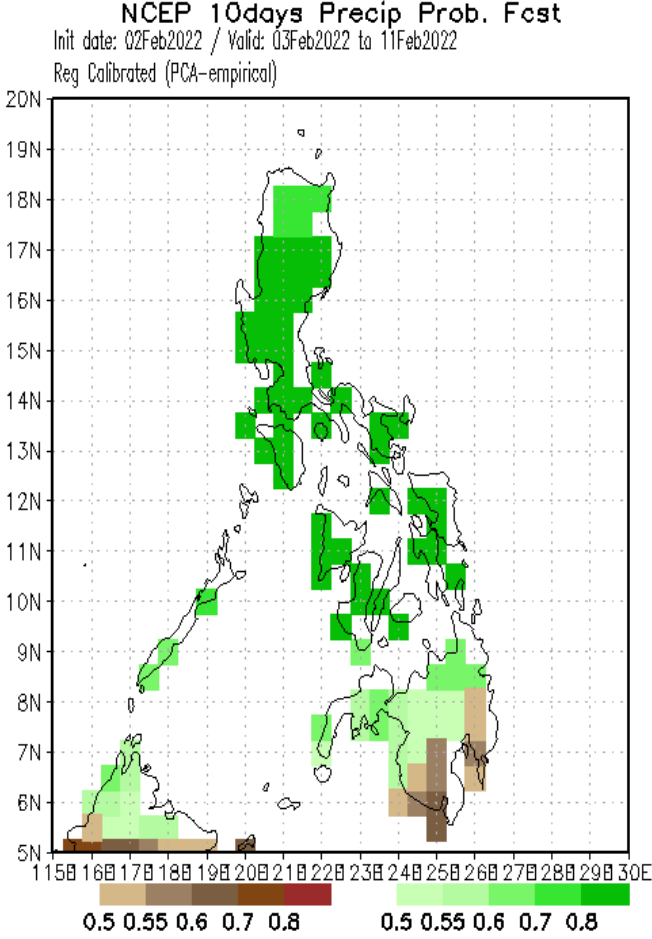 NCEP 10days Precip Prob. Fcst
Init date: 02Feb2022 / Valid: 03Feb2022 to 11Feb2022
Reg Calibrated (PCA-empirical)
20N
19N
18N
17N
16N
15N
14N
13N
12N
11N
10N
9N
8N
7N
6N
5N
115E 116E 117E 118E 119E 120E 121E 122E 123E 124E 125E 126E 127E 128E 129E 130E
0.5 0.55 0.6 0.7 0.8 0.5 0.55 0.6 0.7 0.8